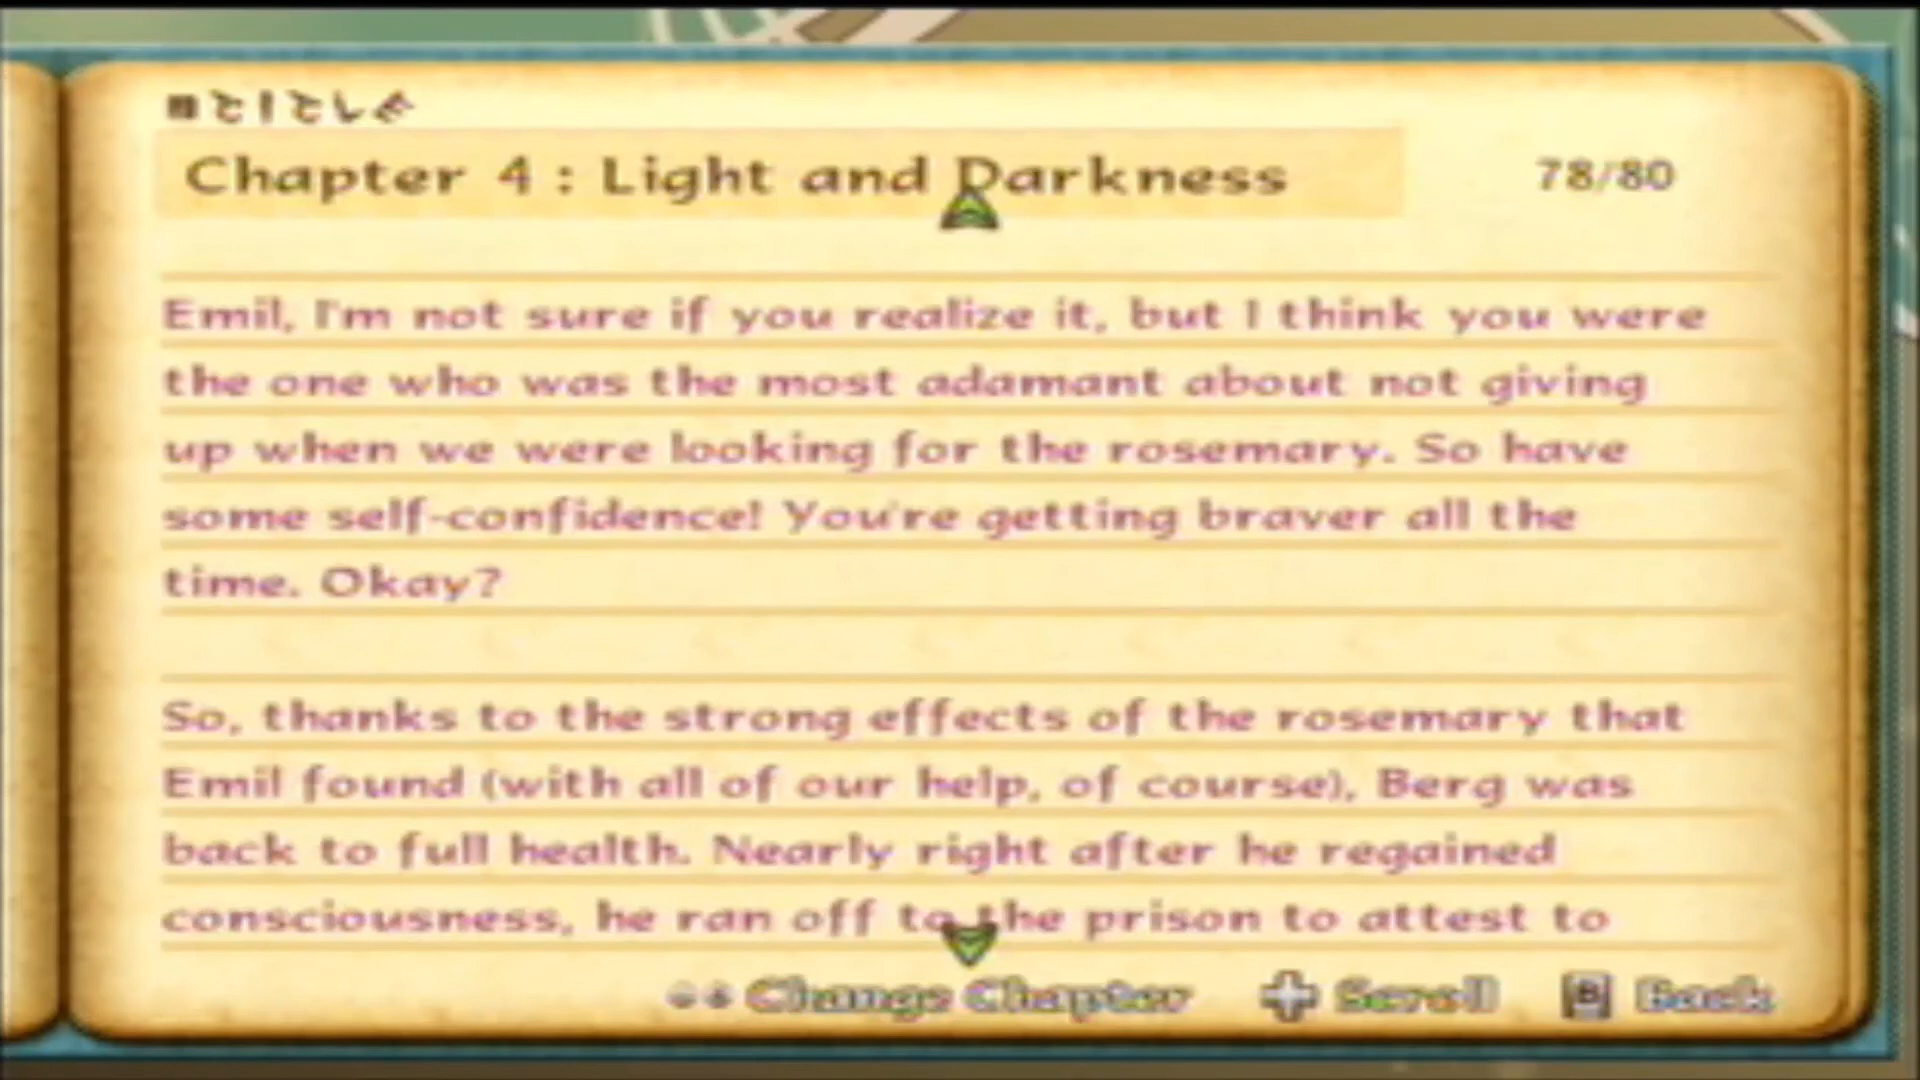 Chapter 4 : Light and Darkness
78/80
Emil, I'm not sure if you realize it, but I think you were
the one who was the most adamant about not giving
up when we were looking for the rosemary. So have
some self-confidence! You're getting braver all the
time. Okay?
So, thanks to the strong effects of the rosemary that
Emil found (with all of our help, of course), Berg was
back to full health. Nearly right after he regained
consciousness, he ran off to the prison to attest to
Change Chapter Scroll B Back